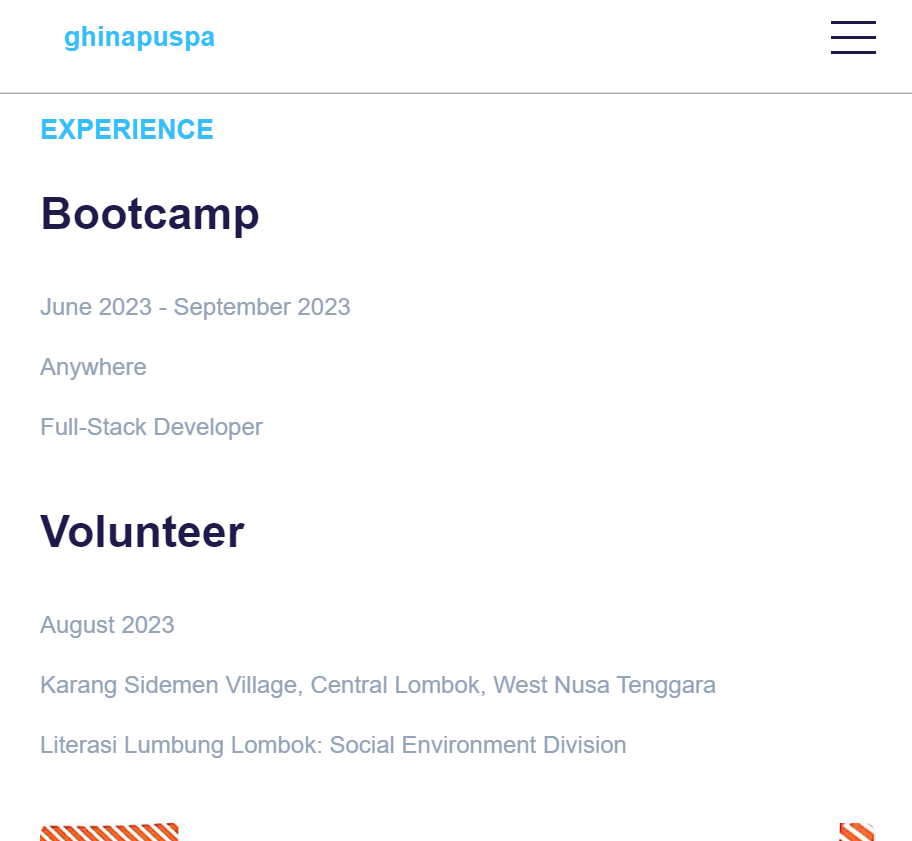 ghinapuspa
EXPERIENCE
Bootcamp
June 2023 - September 2023
Anywhere
Full-Stack Developer
Volunteer
August 2023
Karang Sidemen Village, Central Lombok, West Nusa Tenggara
Literasi Lumbung Lombok: Social Environment Division